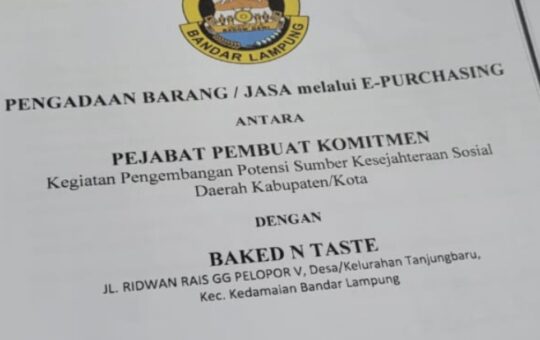 BANDAR LAMPUNG
PENGADAAN BARANG / JASA melalui E-PURCHASING
ANTARA
PEJABAT PEMBUAT KOMITMEN
Kegiatan Pengembangan Potensi Sumber Kesejahteraan Sosial
Daerah Kabupaten/Kota
DENGAN
BAKED N TASTE
JL. RIDWAN RAIS GG PELOPOR V, Desa/Kelurahan Tanjungbaru,
Kec. Kedamaian Bandar Lampung